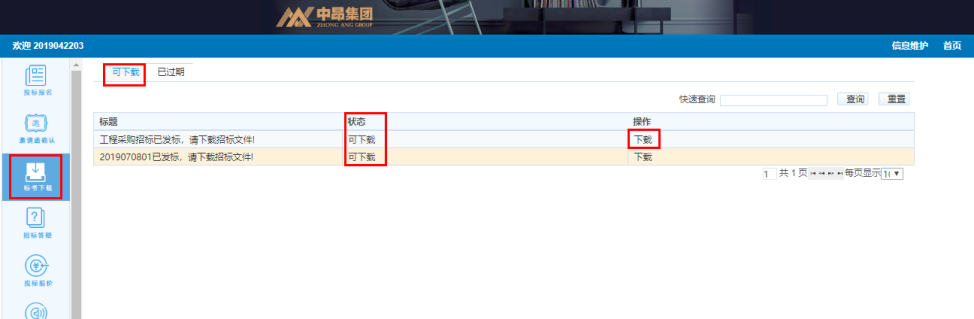 中昂集团
ZHONG ANG GROUP
欢迎 2019042203
信息维护 首页
投标报名
邀请函确认
标书下载
招标答疑
投标报价
可下载 已过期
快速查询 查询 重置
标题 状态 操作
工程采购招标已发标，请下载招标文件! 可下载 下载
2019070801已发标，请下载招标文件! 可下载 下载
1 共 1 页 每页显示 1(